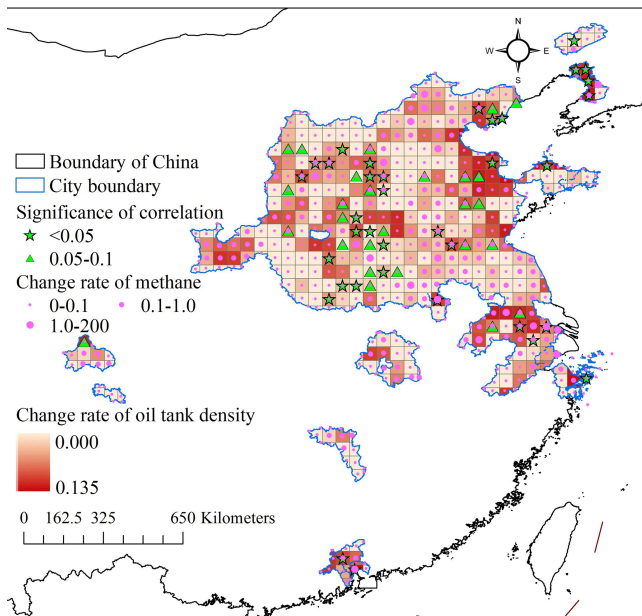 N
W E
S
Boundary of China
City boundary
Significance of correlation
<0.05
0.05-0.1
Change rate of methane
0-0.1 0.1-1.0
1.0-200
Change rate of oil tank density
0.000
0.135
0 162.5 325 650 Kilometers